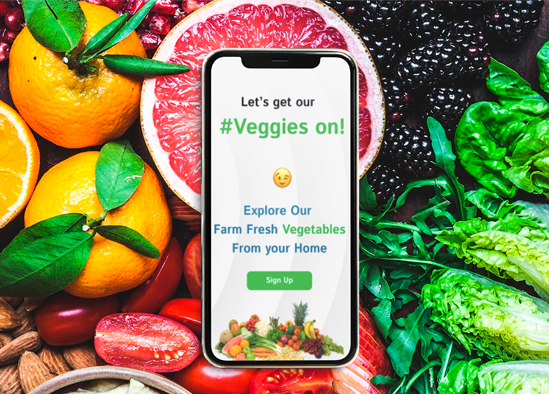 Let's get our
#Veggies on!
😉
Explore Our
Farm Fresh Vegetables
From your Home
Sign Up